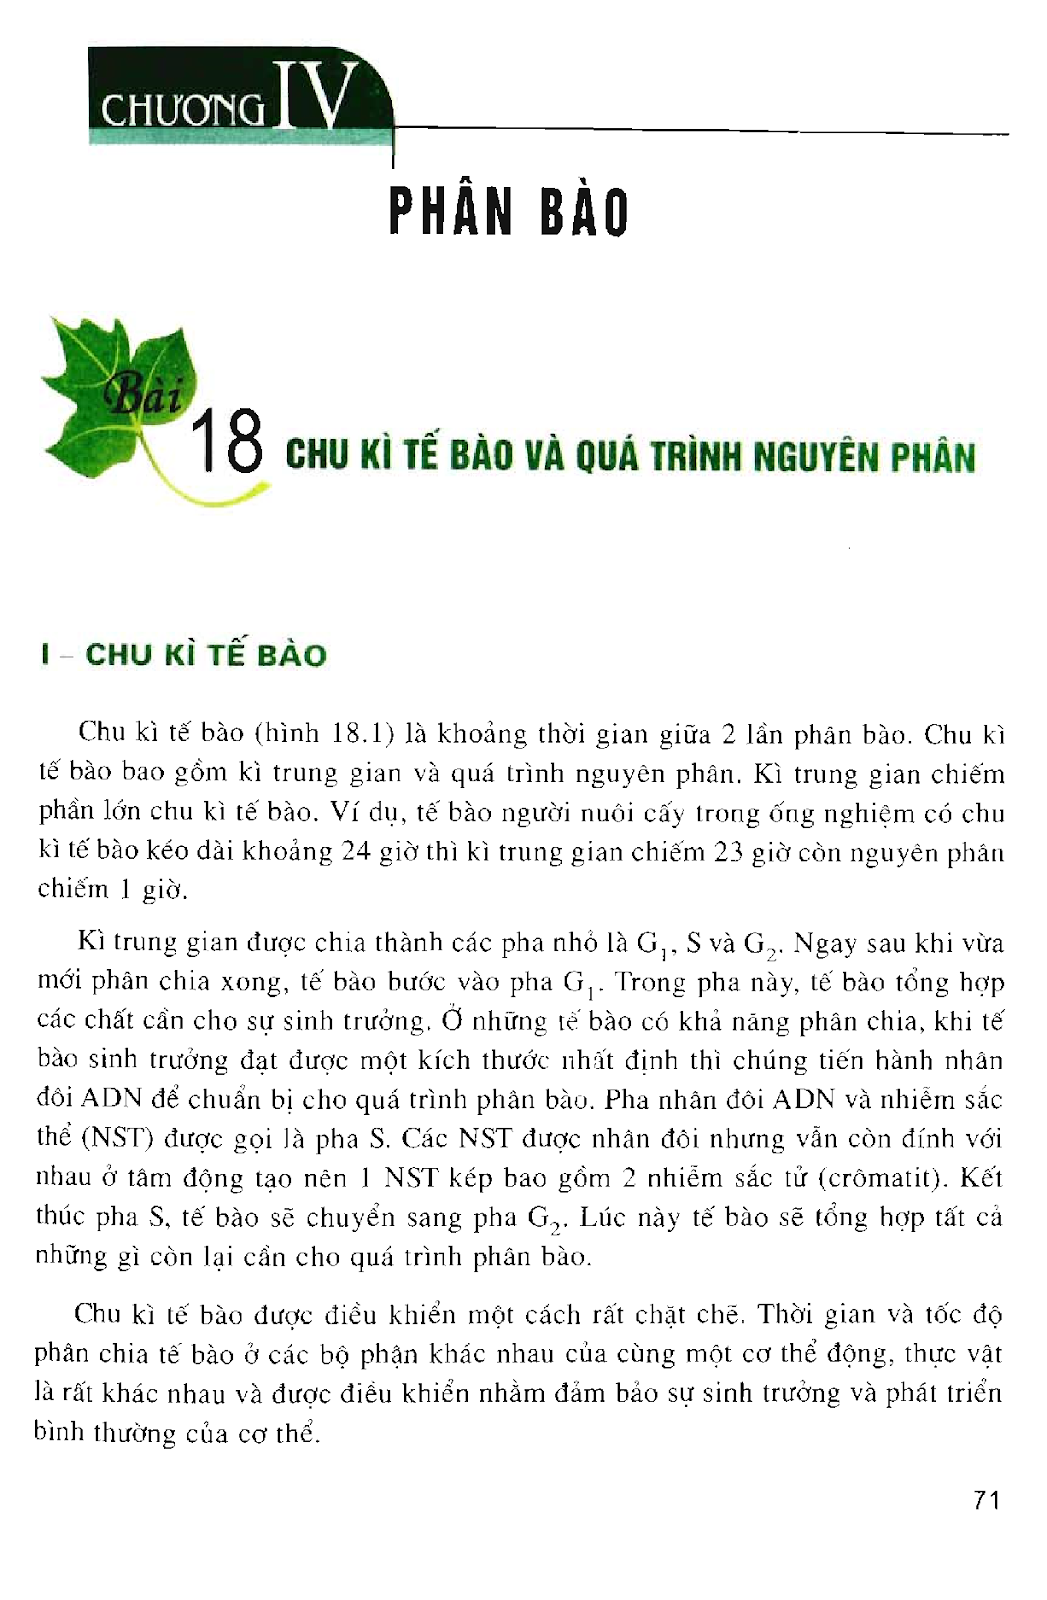 CHƯƠNG IV
PHÂN BÀO
Bài
18 CHU KÌ TẾ BÀO VÀ QUÁ TRÌNH NGUYÊN PHÂN
I – CHU KÌ TẾ BÀO
Chu kì tế bào (hình 18.1) là khoảng thời gian giữa 2 lần phân bào. Chu kì
tế bào bao gồm kì trung gian và quá trình nguyên phân. Kì trung gian chiếm
phần lớn chu kì tế bào. Ví dụ, tế bào người nuôi cấy trong ống nghiệm có chu
kì tế bào kéo dài khoảng 24 giờ thì kì trung gian chiếm 23 giờ còn nguyên phân
chiếm 1 giờ.
Kì trung gian được chia thành các pha nhỏ là G₁, S và G₂. Ngay sau khi vừa
mới phân chia xong, tế bào bước vào pha G₁. Trong pha này, tế bào tổng hợp
các chất cần cho sự sinh trưởng. Ở những tế bào có khả năng phân chia, khi tế
bào sinh trưởng đạt được một kích thước nhất định thì chúng tiến hành nhân
đôi ADN để chuẩn bị cho quá trình phân bào. Pha nhân đôi ADN và nhiễm sắc
thể (NST) được gọi là pha S. Các NST được nhân đôi nhưng vẫn còn đính với
nhau ở tâm động tạo nên 1 NST kép bao gồm 2 nhiễm sắc tử (crômatit). Kết
thúc pha S, tế bào sẽ chuyển sang pha G₂. Lúc này tế bào sẽ tổng hợp tất cả
những gì còn lại cần cho quá trình phân bào.
Chu kì tế bào được điều khiển một cách rất chặt chẽ. Thời gian và tốc độ
phân chia tế bào ở các bộ phận khác nhau của cùng một cơ thể động, thực vật
là rất khác nhau và được điều khiển nhằm đảm bảo sự sinh trưởng và phát triển
bình thường của cơ thể.
71